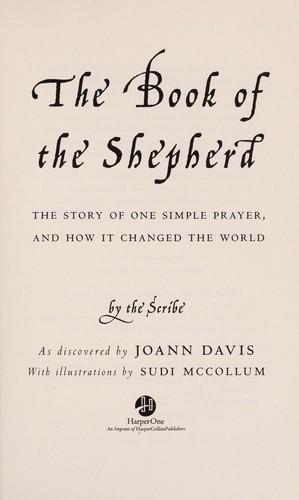 The Book of
the Shepherd
THE STORY OF ONE SIMPLE PRAYER,
AND HOW IT CHANGED THE WORLD
by the Scribe
As discovered by JOANN DAVIS
With illustrations by SUDI MCCOLLUM
HarperOne
An Imprint of HarperCollinsPublishers